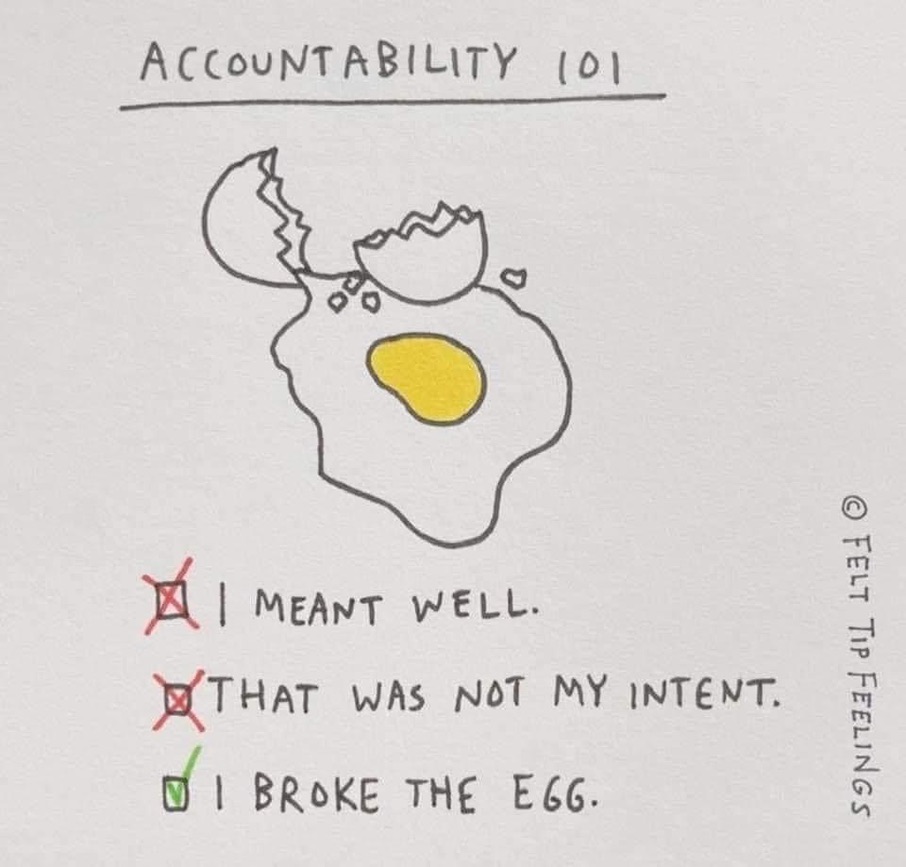 ACCOUNTABILITY 101
I MEANT WELL.
THAT WAS NOT MY INTENT.
I BROKE THE EGG.
© FELT TIP FEELINGS